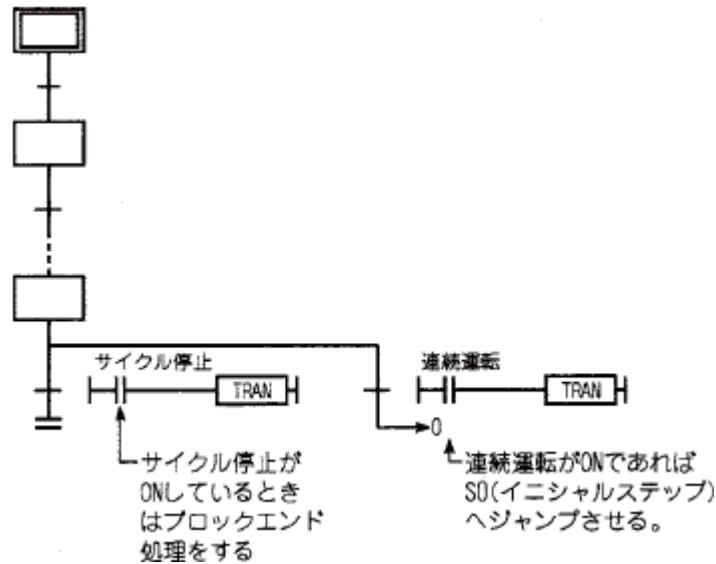 サイクル停止
TRAN
連続運転
TRAN
0
サイクル停止が
ONしているとき
はブロックエンド
処理をする
連続運転がONであれば
S0(イニシャルステップ)
へジャンプさせる。